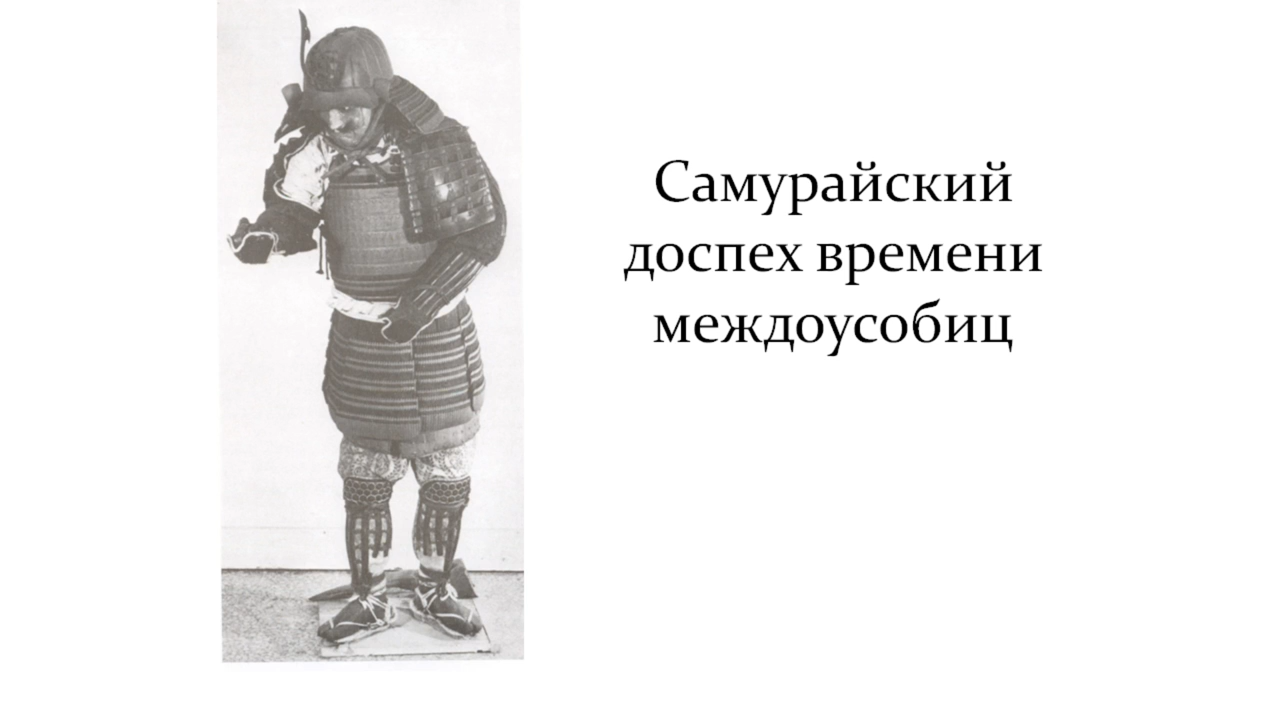 Самурайский
доспех времени
междоусобиц